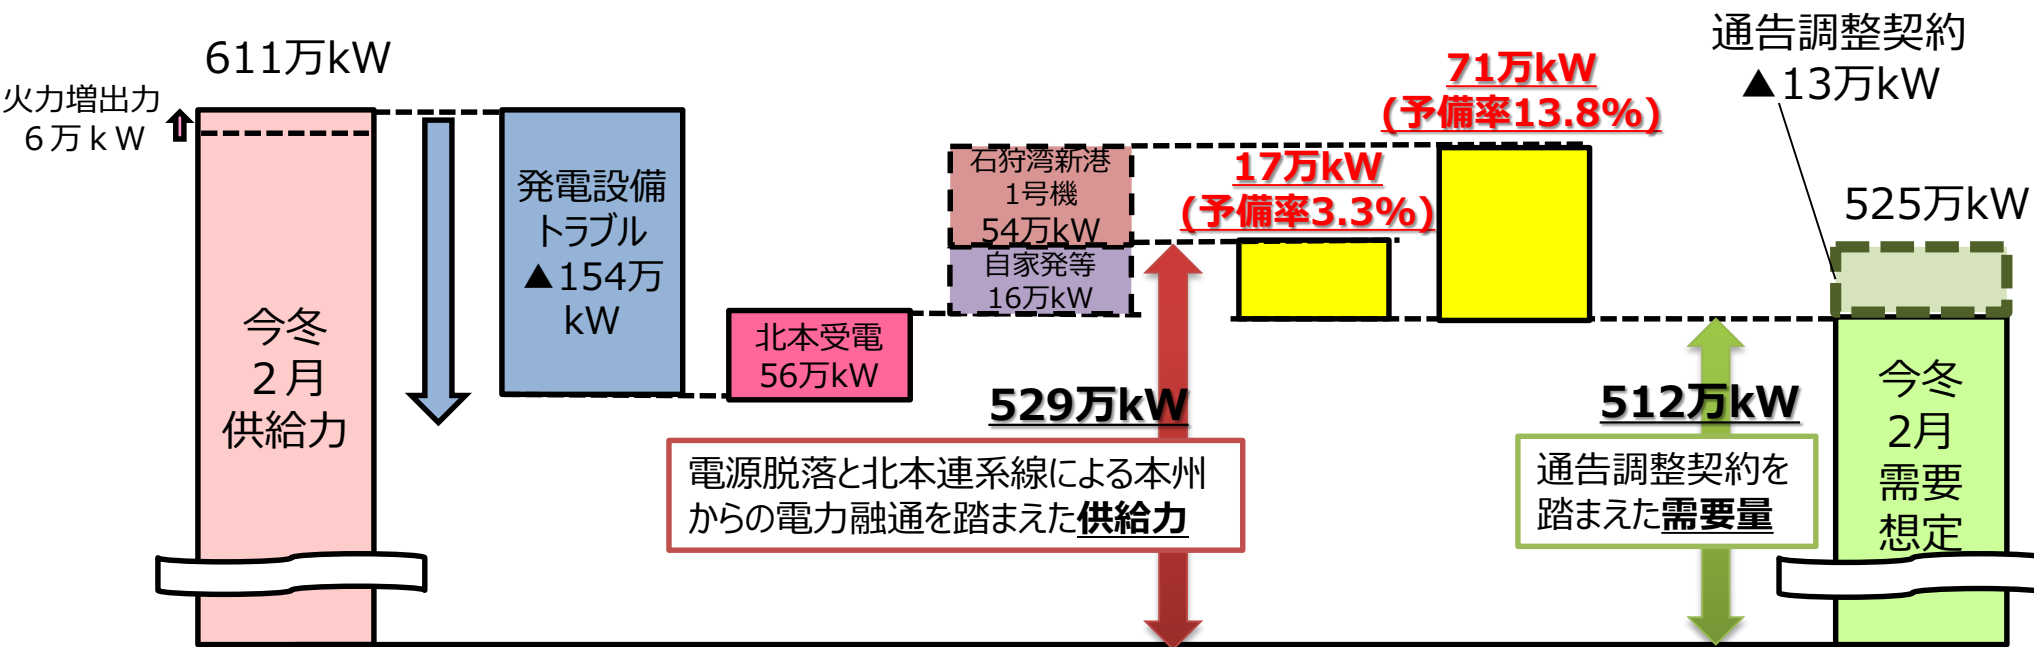 611万kW
火力増出力
６万ｋＷ
今冬
２月
供給力
発電設備
トラブル
▲154万
kW
北本受電
56万kW
石狩湾新港
1号機
54万kW
自家発等
16万kW
17万kW
(予備率3.3%)
71万kW
(予備率13.8%)
通告調整契約
▲13万kW
525万kW
529万kW
電源脱落と北本連系線による本州
からの電力融通を踏まえた供給力
512万kW
通告調整契約を
踏まえた需要量
今冬
2月
需要
想定